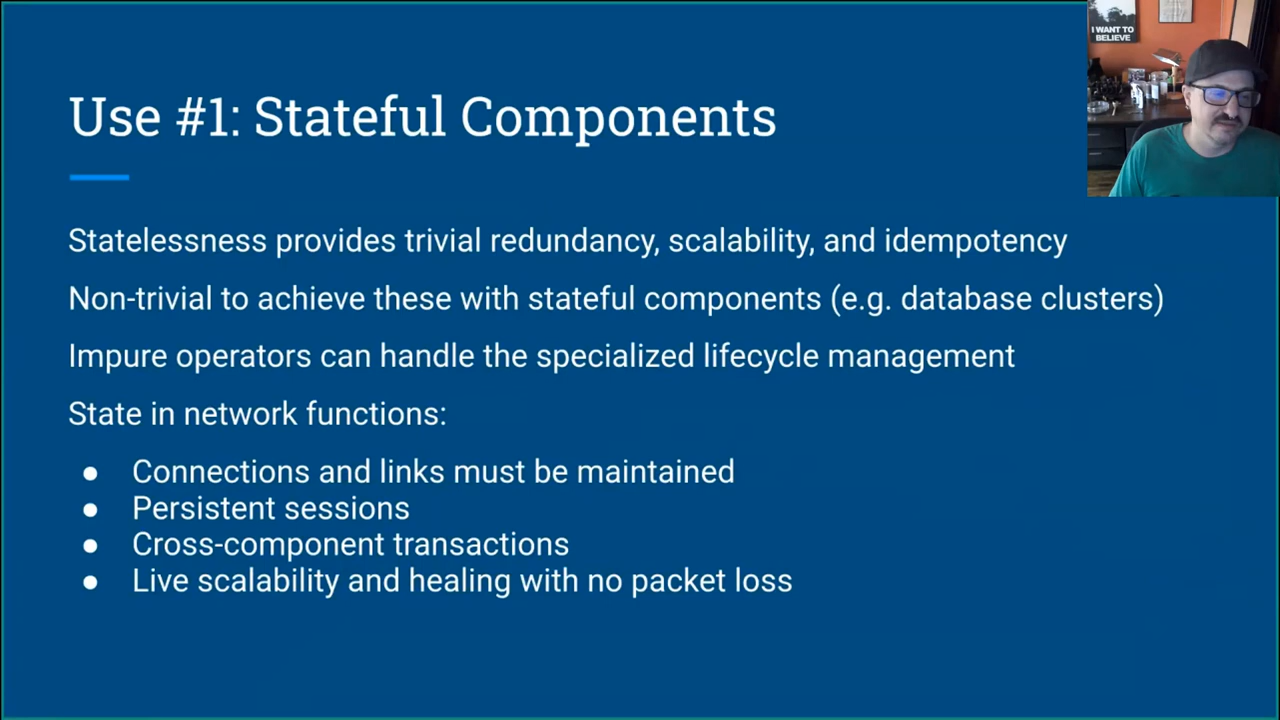 Use #1: Stateful Components
I WANT TO
BELIEVE
Statelessness provides trivial redundancy, scalability, and idempotency
Non-trivial to achieve these with stateful components (e.g. database clusters)
Impure operators can handle the specialized lifecycle management
State in network functions:
● Connections and links must be maintained
● Persistent sessions
● Cross-component transactions
● Live scalability and healing with no packet loss